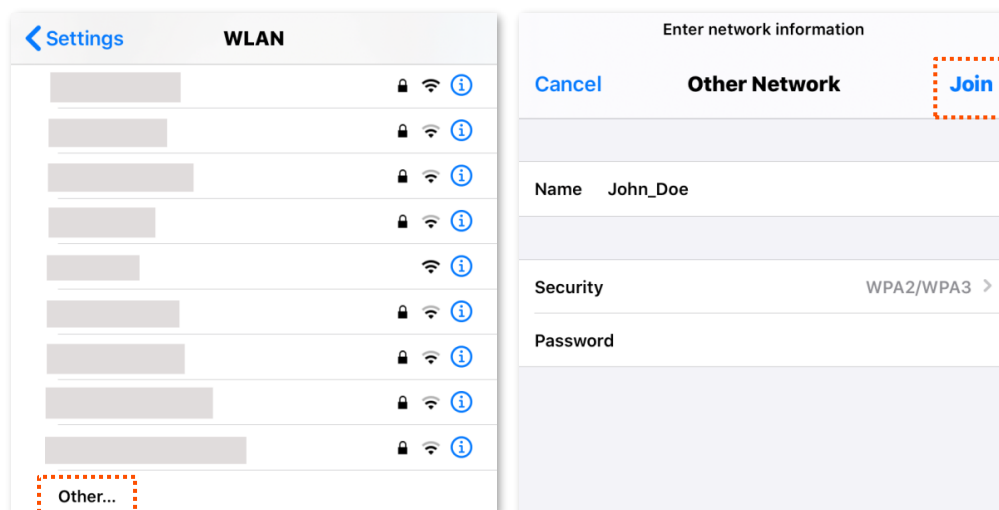 Settings
WLAN
Other...
Enter network information
Cancel
Other Network
Join
Name John_Doe
Security WPA2/WPA3
Password